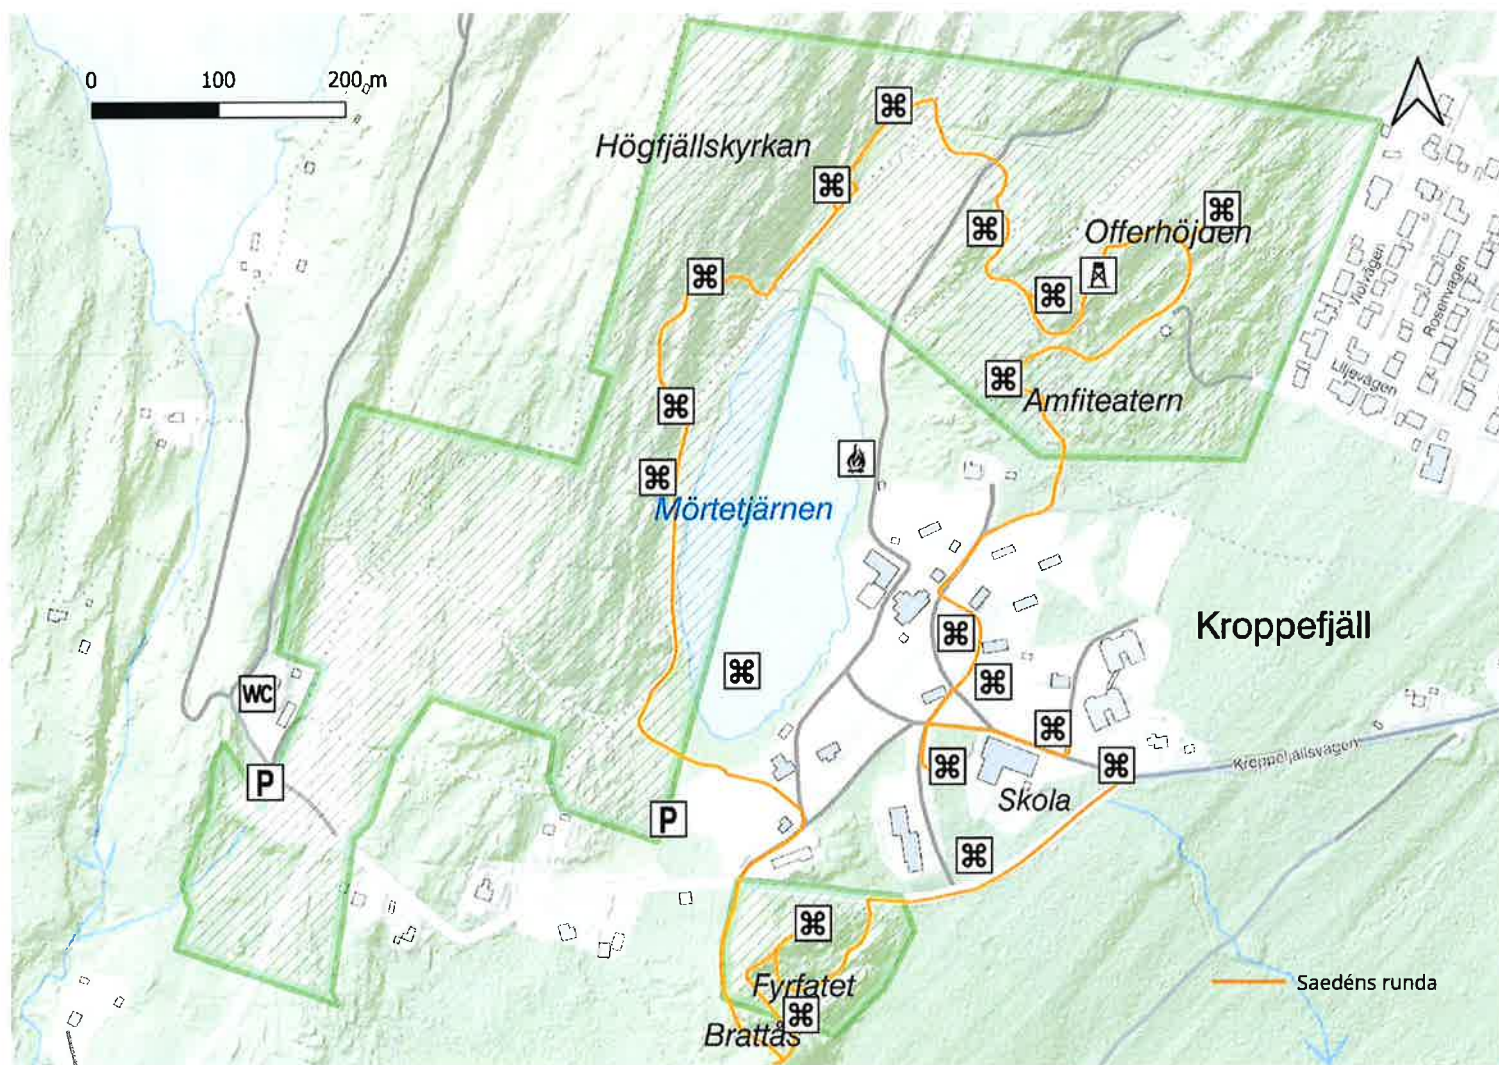 0 100 200 m
Högfjällskyrkan
Offerhöjden
Violvägen
Rosenvägen
Liljevägen
Amfiteatern
Mörtetjärnen
Kroppefjäll
WC
Kroppefjällsvägen
P
Skola
P
Fyrfatet
Saedéns runda
Brattås